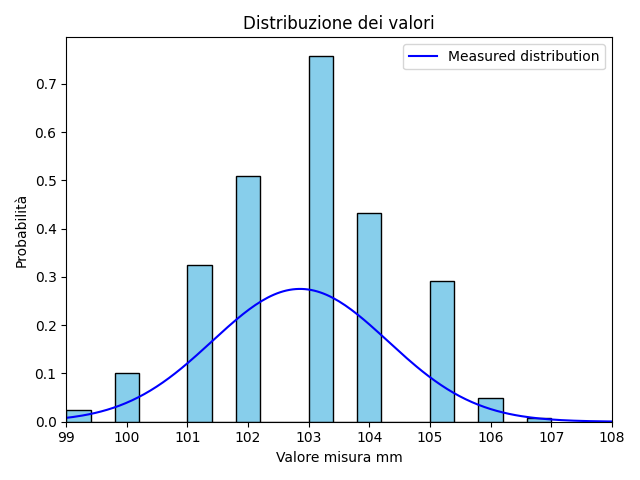 Distribuzione dei valori
Measured distribution
Probabilità
0.7
0.6
0.5
0.4
0.3
0.2
0.1
0.0
99 100 101 102 103 104 105 106 107 108
Valore misura mm